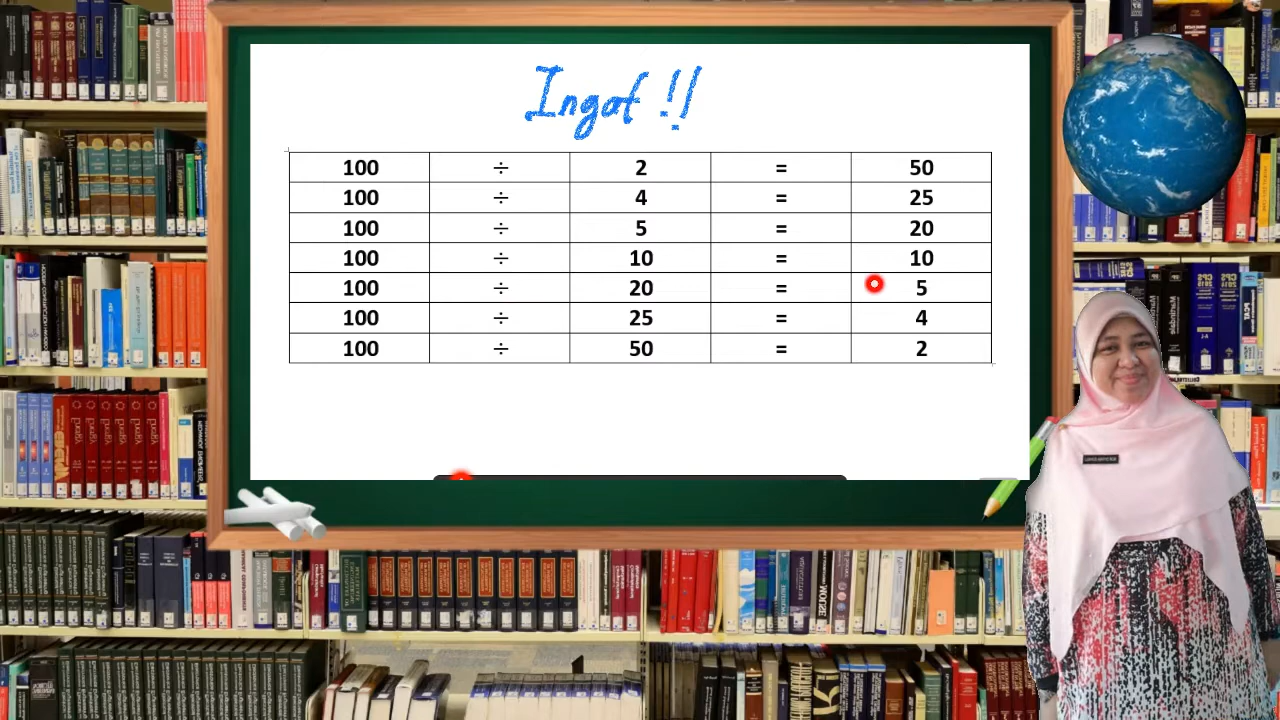 Ingat !!
100 ÷ 2 = 50
100 ÷ 4 = 25
100 ÷ 5 = 20
100 ÷ 10 = 10
100 ÷ 20 = 5
100 ÷ 25 = 4
100 ÷ 50 = 2